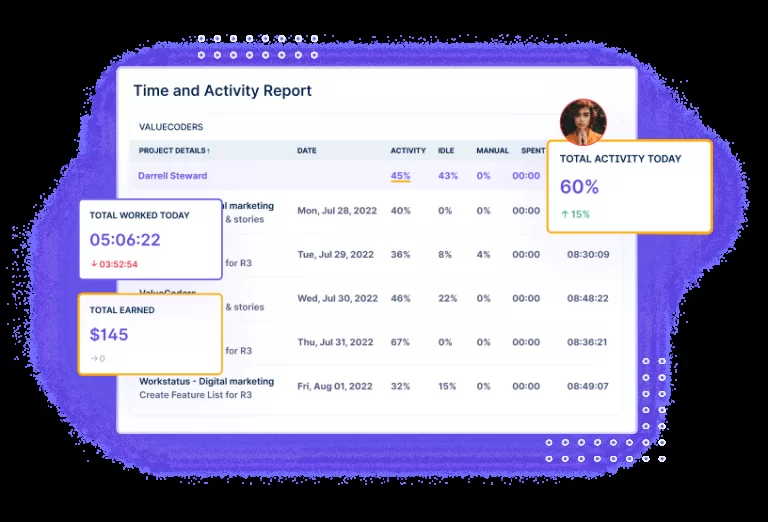 Time and Activity Report
VALUECODERS
PROJECT DETAILS↑ DATE ACTIVITY IDLE MANUAL SPENT
Darrell Steward 45% 43% 0% 00:00
TOTAL ACTIVITY TODAY
60%
↑ 15%
TOTAL WORKED TODAY
05:06:22
↓ 03:52:54
TOTAL EARNED
$145
→ 0
al marketing Mon, Jul 28, 2022 40% 0% 0% 00:00
& stories
Tue, Jul 29, 2022 36% 8% 4% 00:00 08:30:09
for R3
ValueCoders Wed, Jul 30, 2022 46% 22% 0% 00:00 08:48:22
& stories
Thu, Jul 31, 2022 67% 0% 0% 00:00 08:36:21
for R3
Workstatus - Digital marketing Fri, Aug 01, 2022 32% 15% 0% 00:00 08:49:07
Create Feature List for R3